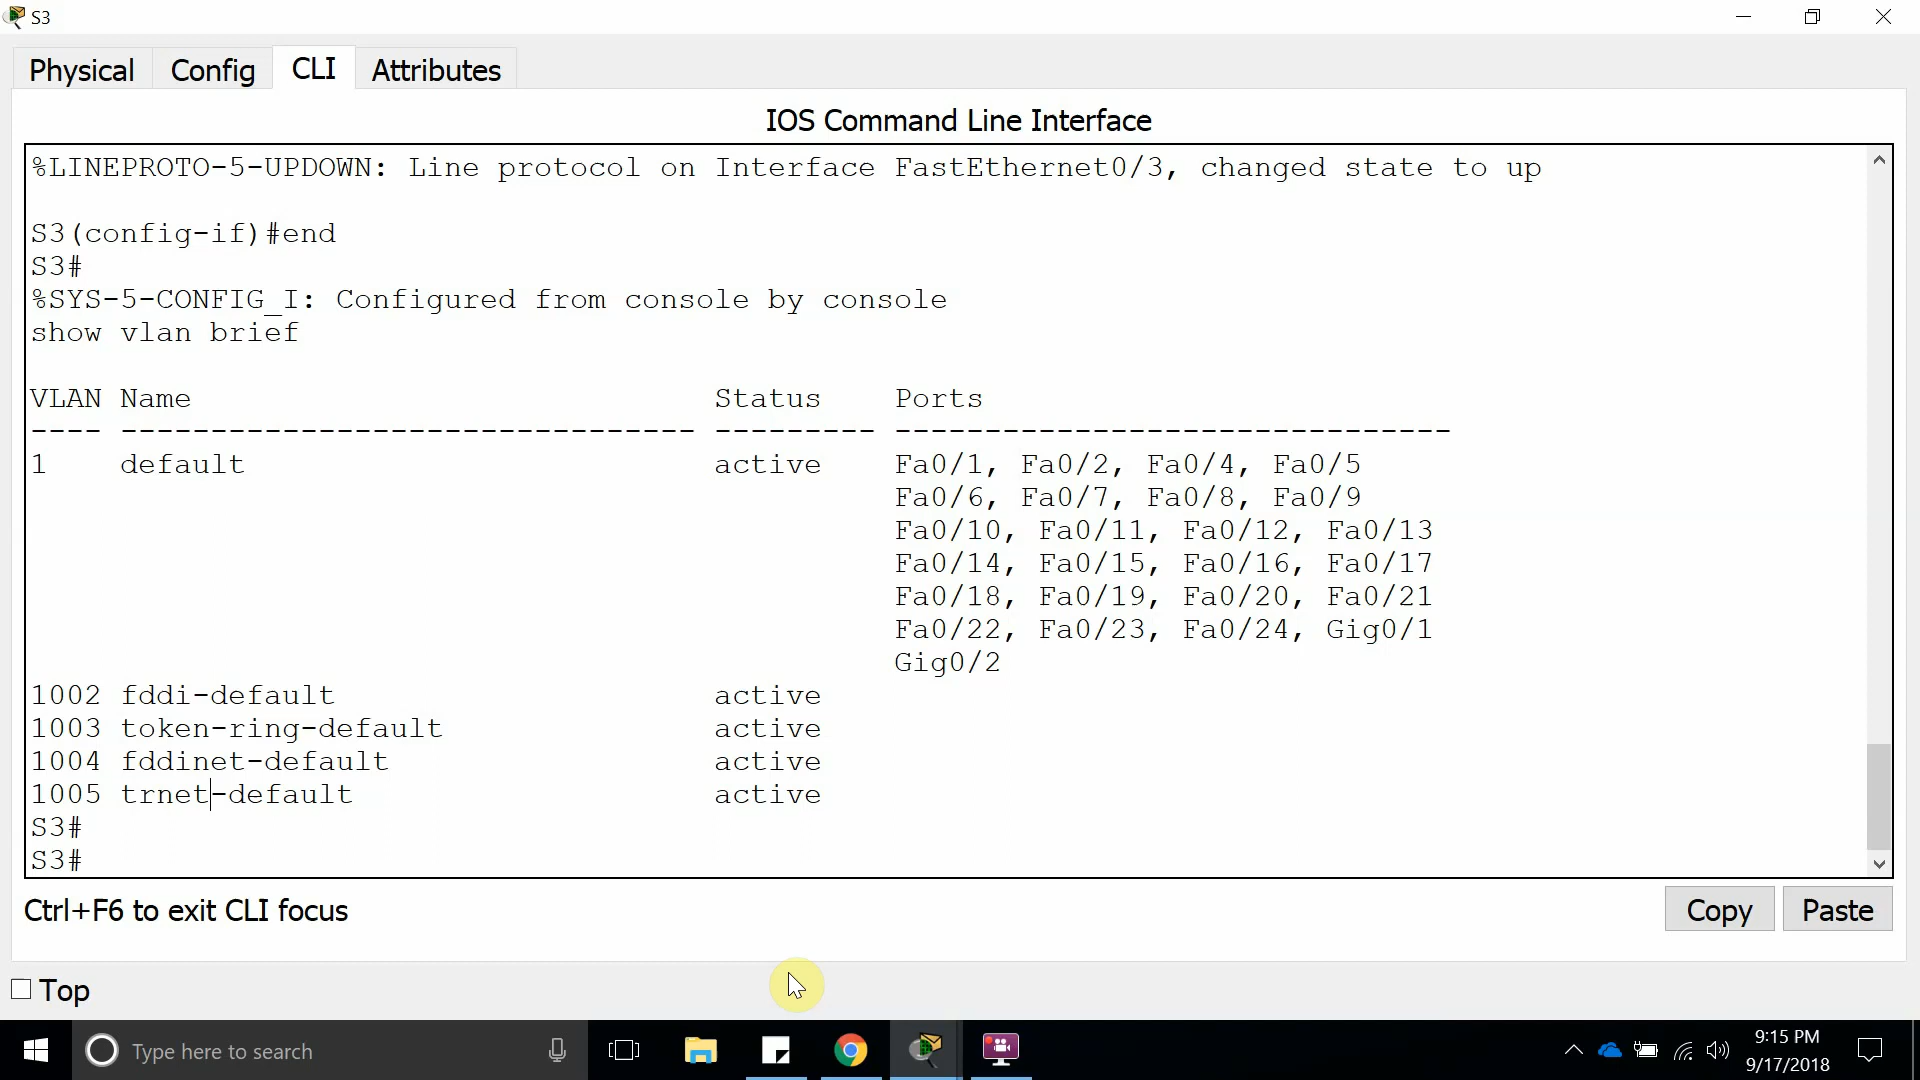 S3
Physical Config CLI Attributes
IOS Command Line Interface
%LINEPROTO-5-UPDOWN: Line protocol on Interface FastEthernet0/3, changed state to up
S3(config-if)#end
S3#
%SYS-5-CONFIG_I: Configured from console by console
show vlan brief
VLAN Name Status Ports
---- -------------------------------- --------- -------------------------------
1 default active Fa0/1, Fa0/2, Fa0/4, Fa0/5
Fa0/6, Fa0/7, Fa0/8, Fa0/9
Fa0/10, Fa0/11, Fa0/12, Fa0/13
Fa0/14, Fa0/15, Fa0/16, Fa0/17
Fa0/18, Fa0/19, Fa0/20, Fa0/21
Fa0/22, Fa0/23, Fa0/24, Gig0/1
Gig0/2
1002 fddi-default active
1003 token-ring-default active
1004 fddinet-default active
1005 trnet-default active
S3#
S3#
Ctrl+F6 to exit CLI focus
Copy Paste
Top
Type here to search
9:15 PM
9/17/2018